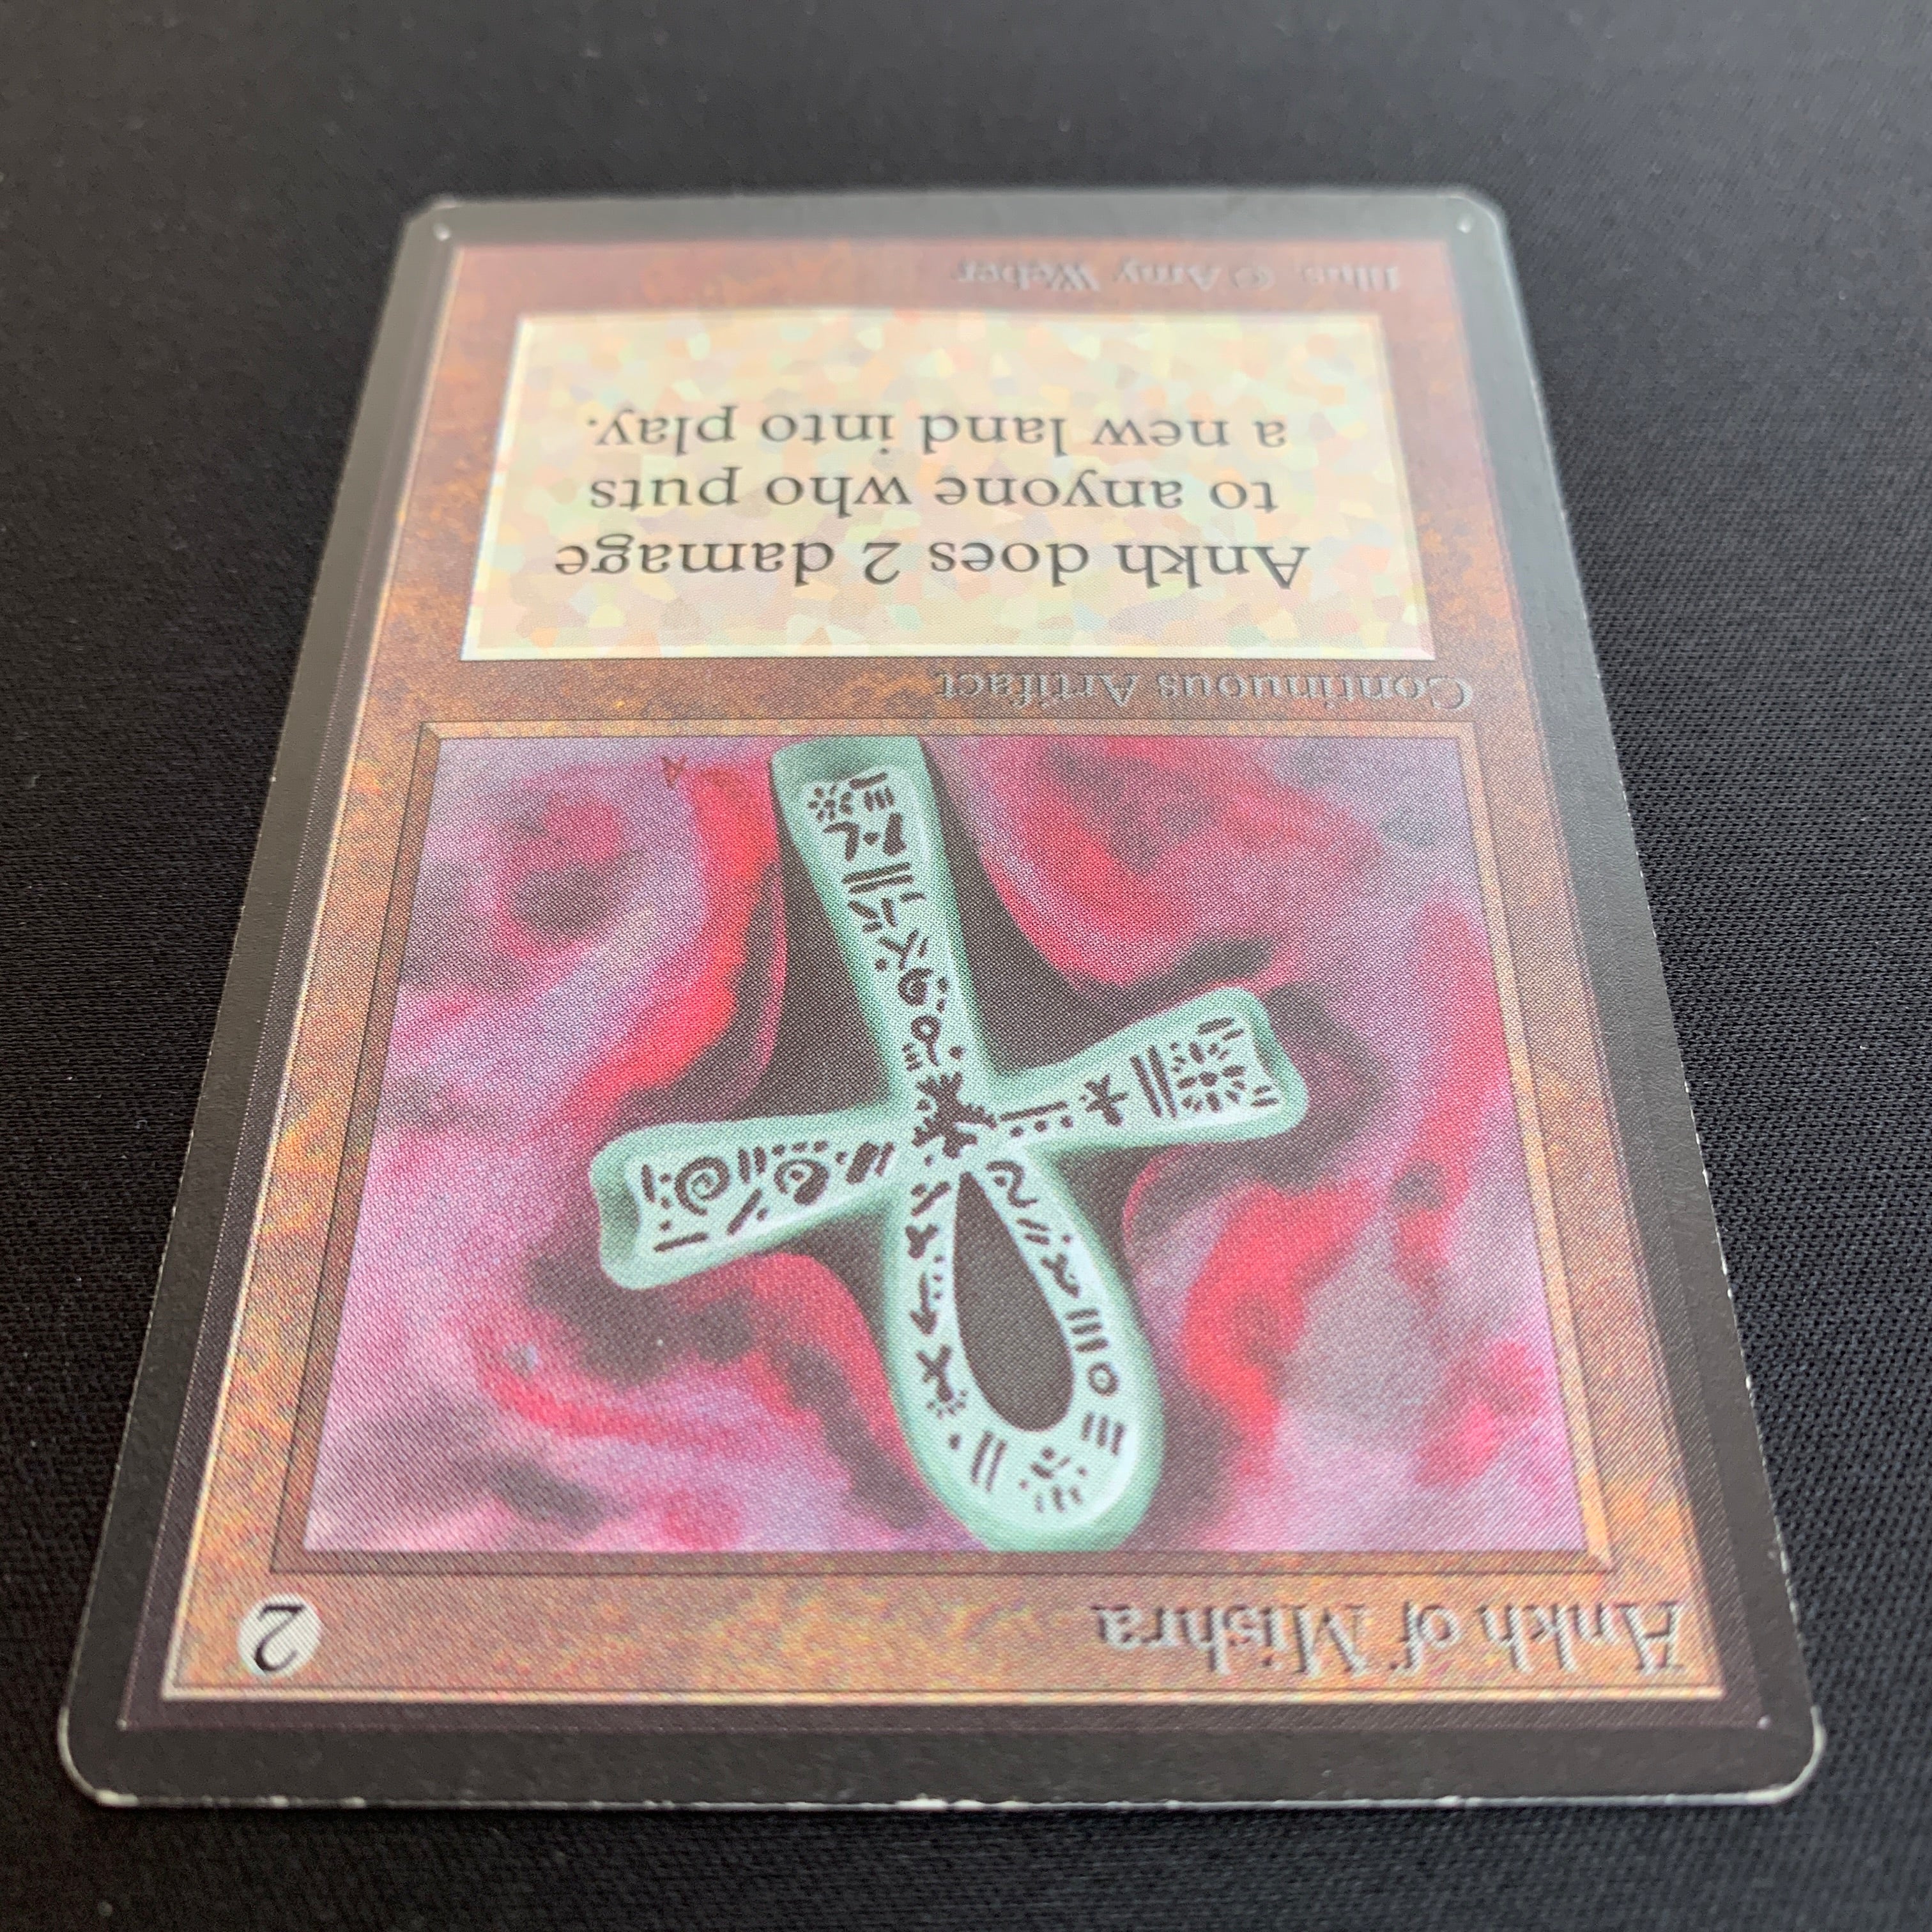 Ankh of Mishra
2
A
Continuous Artifact
Ankh does 2 damage
to anyone who puts
a new land into play.
Illus. © Amy Weber